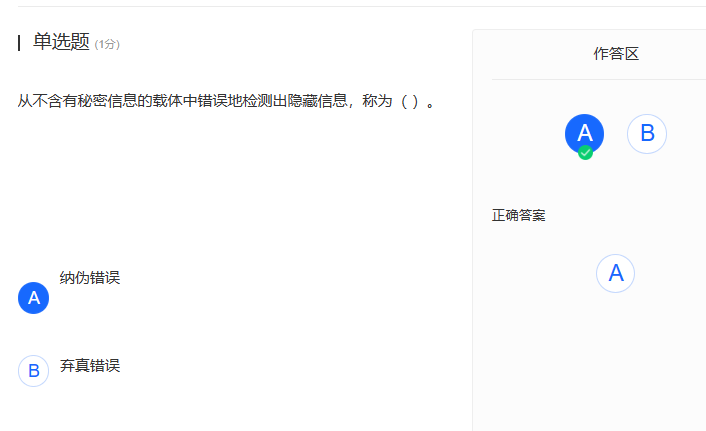 单选题 (1分)
从不含有秘密信息的载体中错误地检测出隐藏信息，称为（ ）。
纳伪错误
A
B
弃真错误
作答区
A
B
正确答案
A